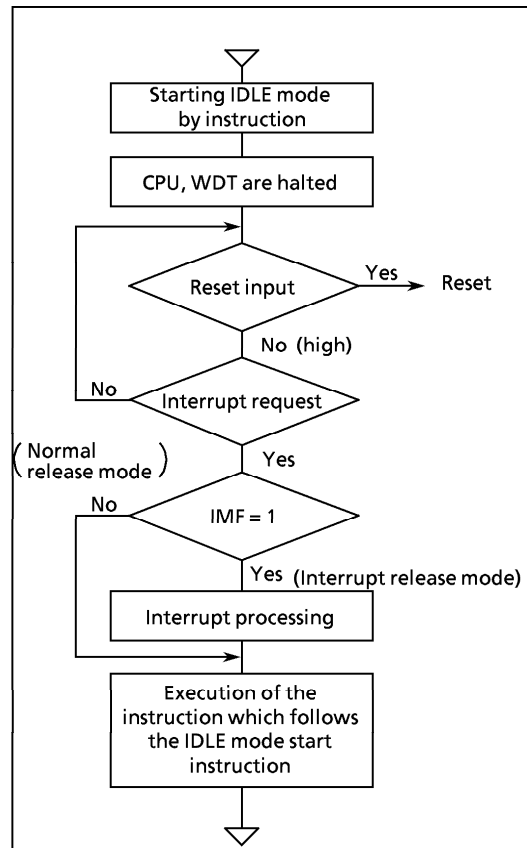 Starting IDLE mode
by instruction
CPU, WDT are halted
Reset input
Yes
Reset
No (high)
No
Interrupt request
(Normal
release mode)
Yes
No
IMF = 1
Yes (Interrupt release mode)
Interrupt processing
Execution of the
instruction which follows
the IDLE mode start
instruction